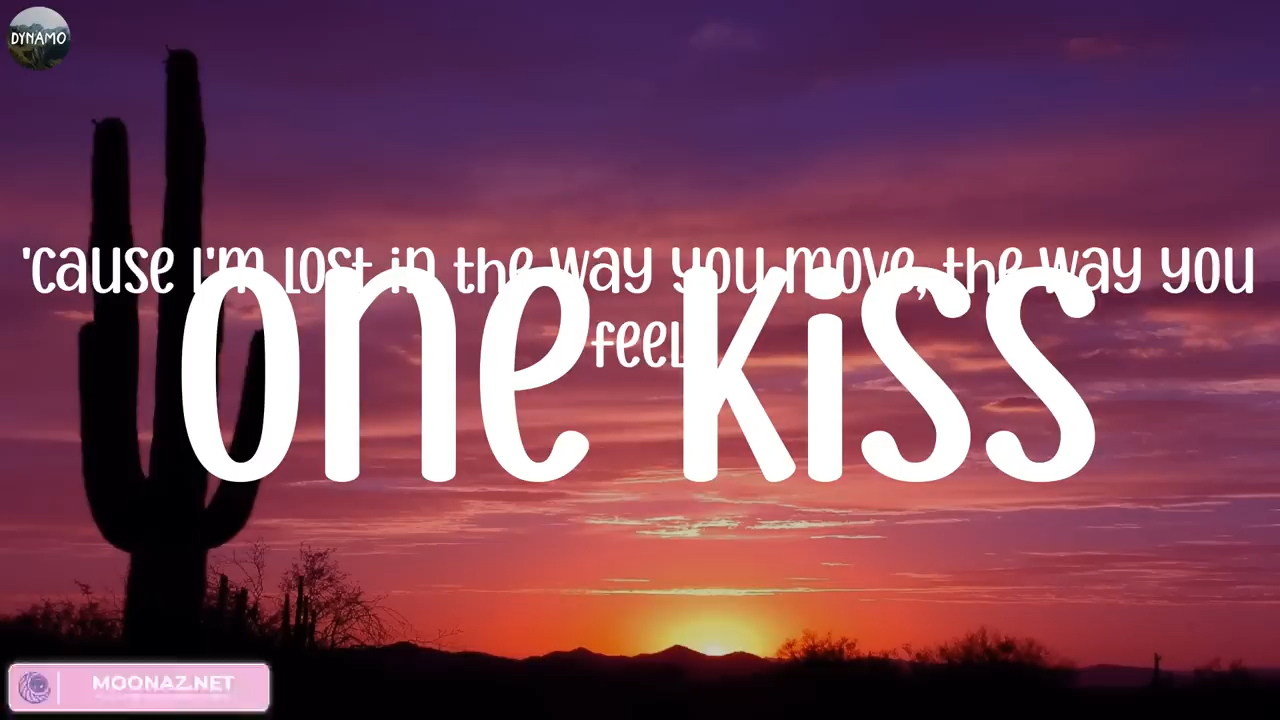 DYNAMO
'cause I'm lost in the way you move, the way you
feel
one kiss
MOONAZ.NET